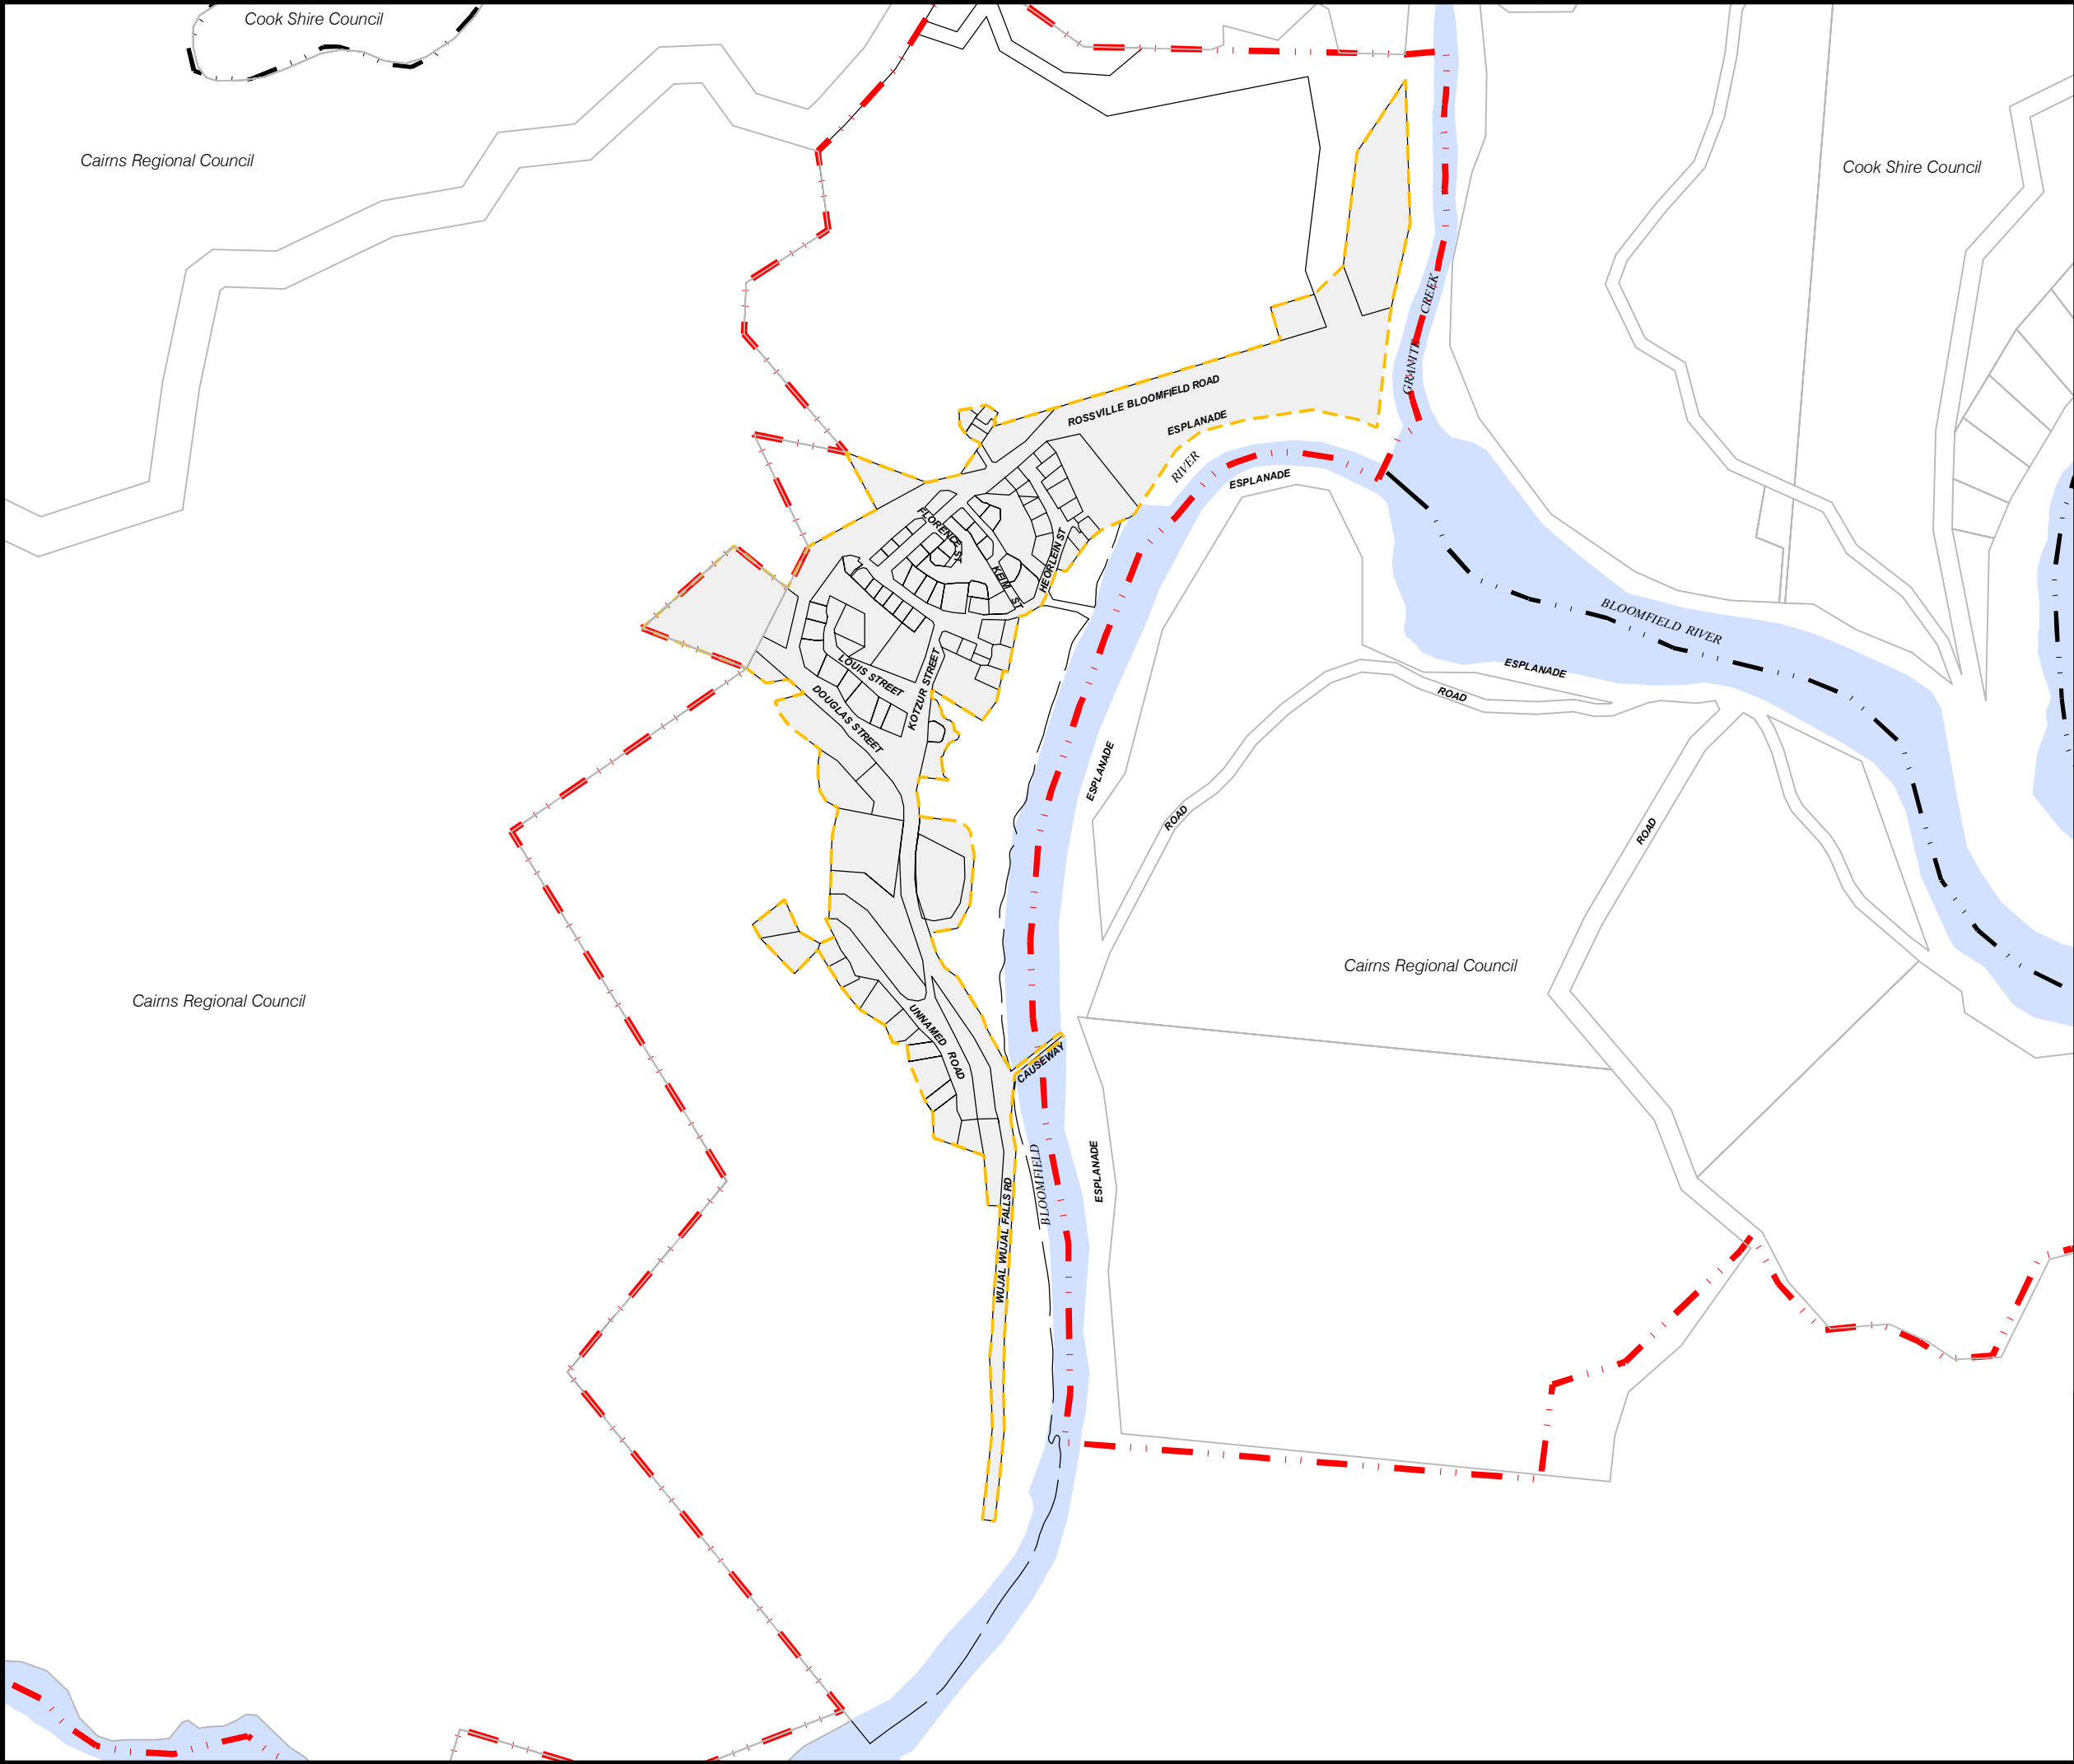 Cook Shire Council
Cairns Regional Council
Cook Shire Council
GRANITE CREEK
ROSSVILLE BLOOMFIELD ROAD
ESPLANADE
RIVER
ESPLANADE
FLORENCE ST
KEIM ST
HEORLEIN ST
BLOOMFIELD RIVER
LOUIS STREET
KOTZUR STREET
DOUGLAS STREET
ESPLANADE
ROAD
ESPLANADE
ROAD
ROAD
Cairns Regional Council
Cairns Regional Council
UNNAMED ROAD
CAUSEWAY
BLOOMFIELD
ESPLANADE
WUJAL WUJAL FALLS RD